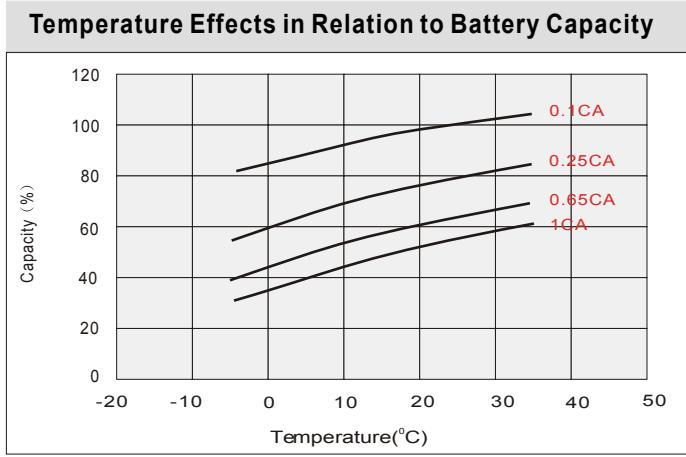 Temperature Effects in Relation to Battery Capacity
120
100
80
60
40
20
0
Capacity（%）
0.1CA
0.25CA
0.65CA
1CA
-20 -10 0 10 20 30 40 50
Temperature(°C)